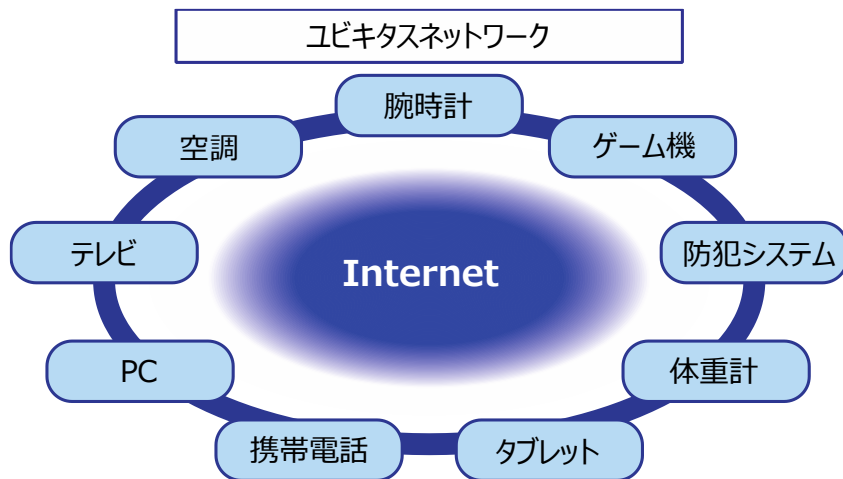 ユビキタスネットワーク
腕時計
空調
ゲーム機
テレビ
Internet
防犯システム
PC
体重計
携帯電話
タブレット